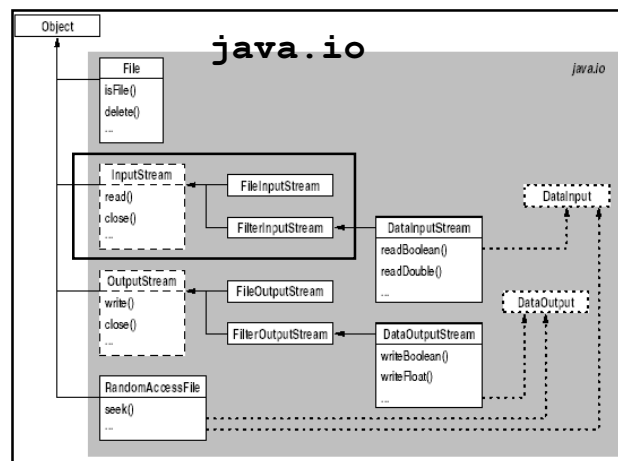 Object
java.io
java.io
File
isFile()
delete()
...
InputStream
read()
close()
...
FileInputStream
FilterInputStream
DataInputStream
readBoolean()
readDouble()
...
DataInput
OutputStream
write()
close()
...
FileOutputStream
FilterOutputStream
DataOutputStream
writeBoolean()
writeFloat()
...
DataOutput
RandomAccessFile
seek()
...